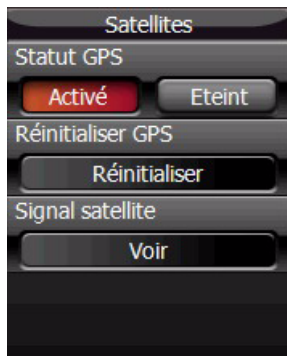 Satellites
Statut GPS
Activé Eteint
Réinitialiser GPS
Réinitialiser
Signal satellite
Voir